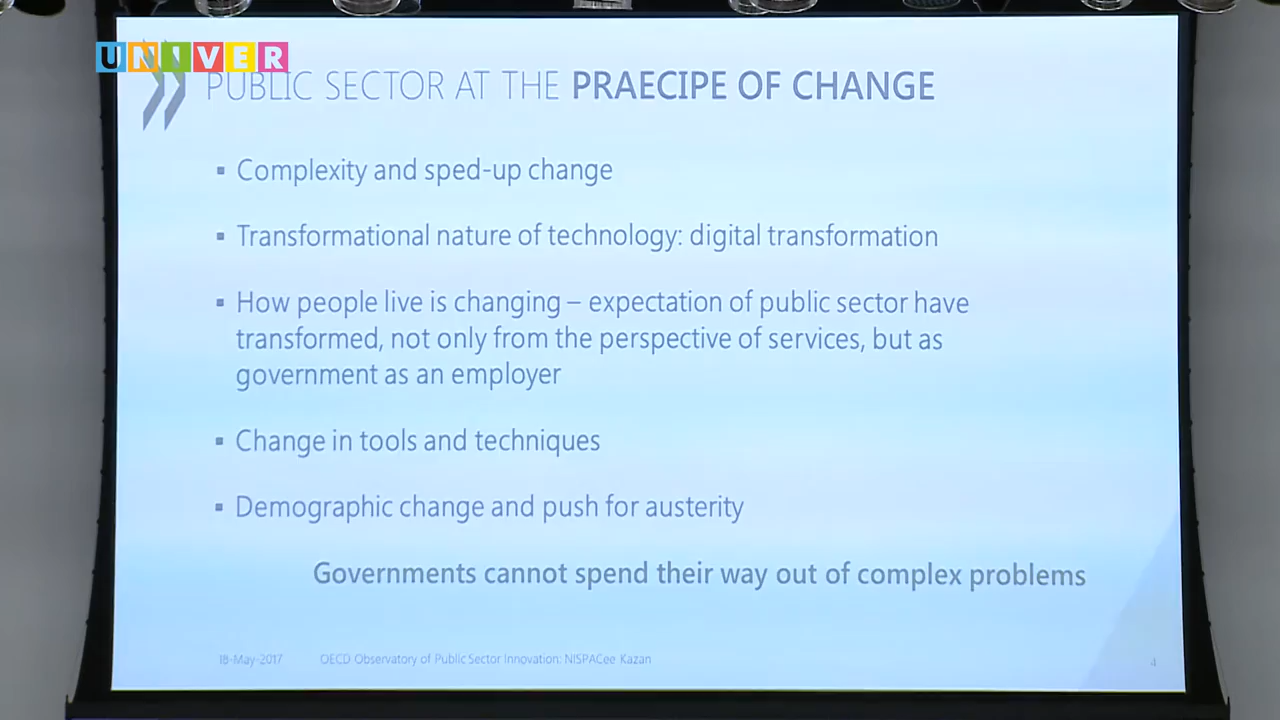 UNIVER
PUBLIC SECTOR AT THE PRAECIPE OF CHANGE
▪ Complexity and sped-up change
▪ Transformational nature of technology: digital transformation
▪ How people live is changing – expectation of public sector have
transformed, not only from the perspective of services, but as
government as an employer
▪ Change in tools and techniques
▪ Demographic change and push for austerity
Governments cannot spend their way out of complex problems
18-May-2017 OECD Observatory of Public Sector Innovation: NISPACee Kazan 4